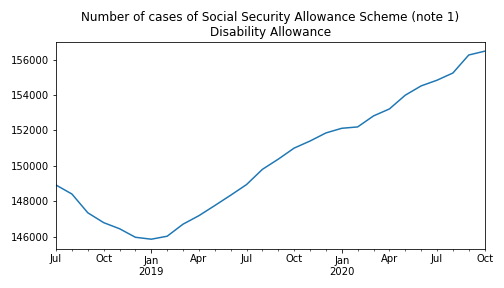 Number of cases of Social Security Allowance Scheme (note 1)
Disability Allowance
156000
154000
152000
150000
148000
146000
Jul Oct Jan Apr Jul Oct Jan Apr Jul Oct
2019 2020